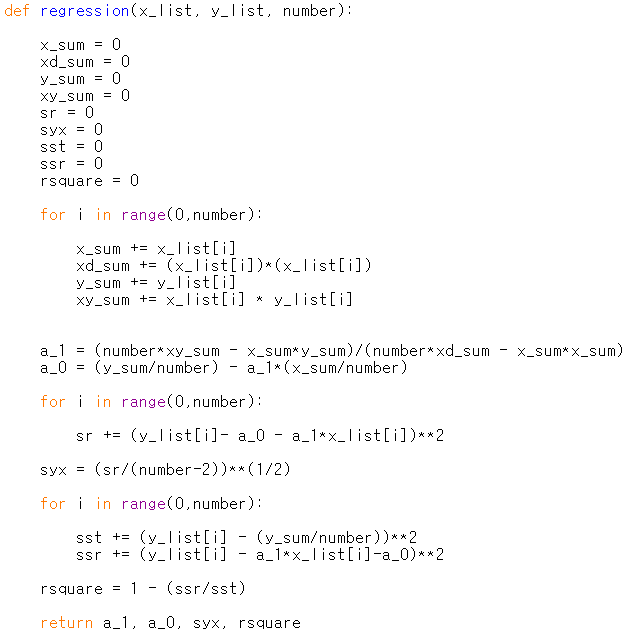 def regression(x_list, y_list, number):
x_sum = 0
xd_sum = 0
y_sum = 0
xy_sum = 0
sr = 0
syx = 0
sst = 0
ssr = 0
rsquare = 0
for i in range(0,number):
x_sum += x_list[i]
xd_sum += (x_list[i])*(x_list[i])
y_sum += y_list[i]
xy_sum += x_list[i] * y_list[i]
a_1 = (number*xy_sum - x_sum*y_sum)/(number*xd_sum - x_sum*x_sum)
a_0 = (y_sum/number) - a_1*(x_sum/number)
for i in range(0,number):
sr += (y_list[i]- a_0 - a_1*x_list[i])**2
syx = (sr/(number-2))**(1/2)
for i in range(0,number):
sst += (y_list[i] - (y_sum/number))**2
ssr += (y_list[i] - a_1*x_list[i]-a_0)**2
rsquare = 1 - (ssr/sst)
return a_1, a_0, syx, rsquare